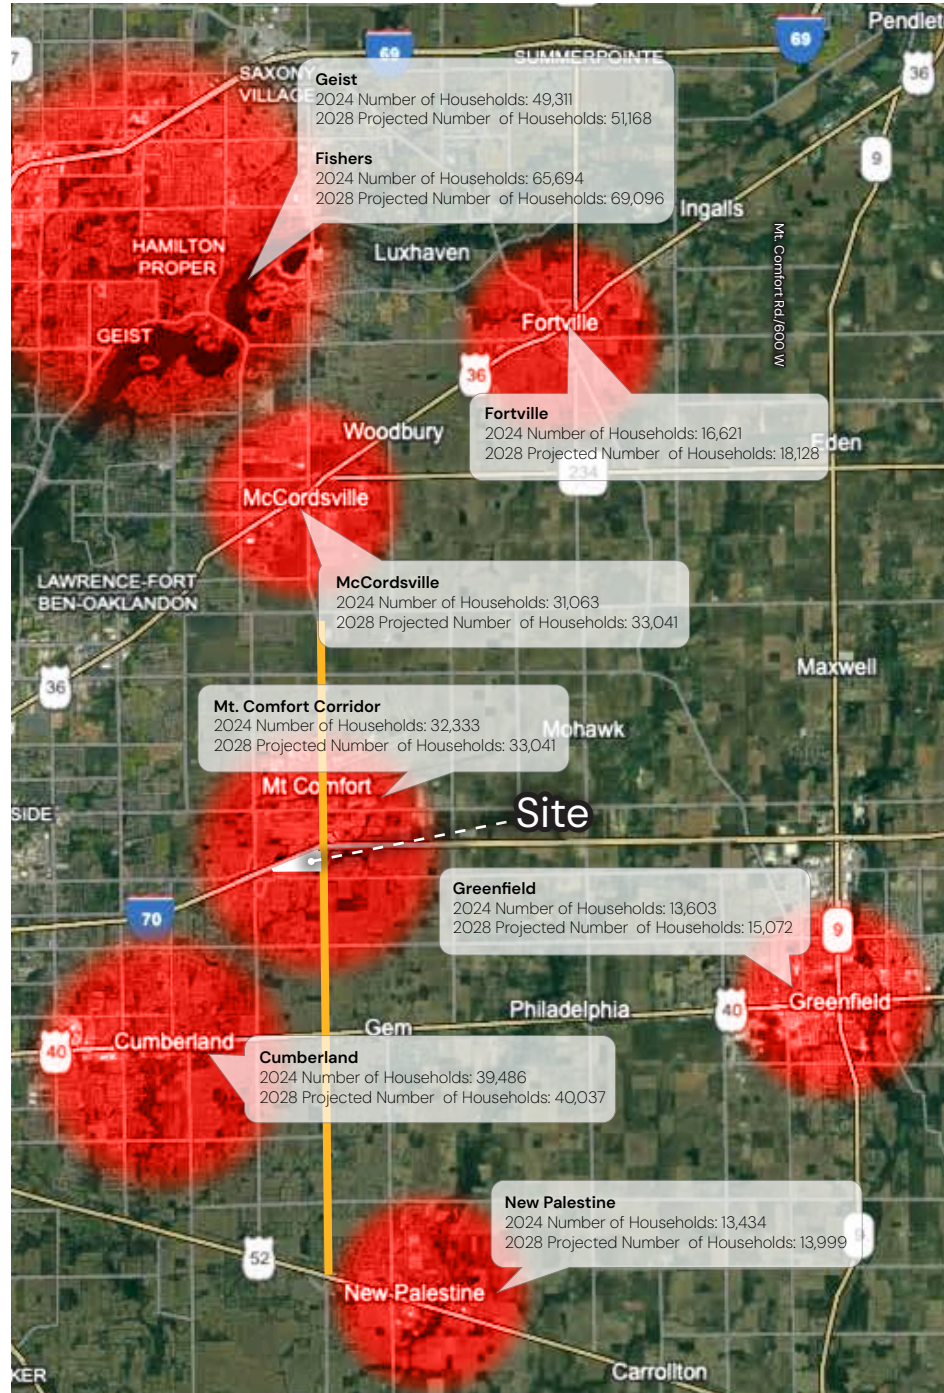 Pendlet
69
69
SUMMERPOINTE
7
36
SAXONY
VILLAGE
Geist
2024 Number of Households: 49,311
2028 Projected Number of Households: 51,168
Fishers
2024 Number of Households: 65,694
2028 Projected Number of Households: 69,096
9
Ingalls
Mt. Comfort Rd./600 W
HAMILTON
PROPER
Luxhaven
GEIST
Fortville
36
Fortville
2024 Number of Households: 16,621
2028 Projected Number of Households: 18,128
Woodbury
Eden
234
McCordsville
LAWRENCE-FORT
BEN-OAKLANDON
McCordsville
2024 Number of Households: 31,063
2028 Projected Number of Households: 33,041
Maxwell
36
Mt. Comfort Corridor
2024 Number of Households: 32,333
2028 Projected Number of Households: 33,041
Mohawk
Mt Comfort
SIDE
Site
Greenfield
2024 Number of Households: 13,603
2028 Projected Number of Households: 15,072
70
9
Greenfield
40
Philadelphia
Gem
Cumberland
40
Cumberland
2024 Number of Households: 39,486
2028 Projected Number of Households: 40,037
New Palestine
2024 Number of Households: 13,434
2028 Projected Number of Households: 13,999
9
52
New Palestine
Carrollton
KER